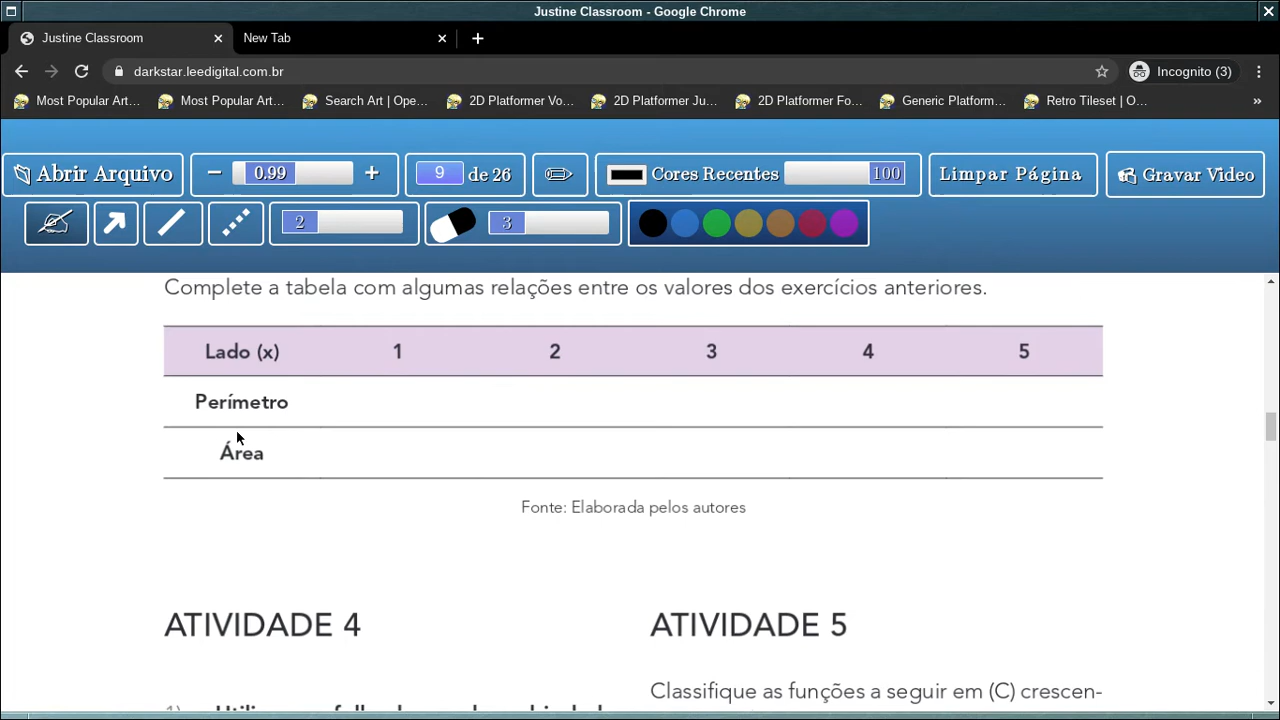 Justine Classroom - Google Chrome
Justine Classroom
New Tab
darkstar.leedigital.com.br
Incognito (3)
Most Popular Art...
Most Popular Art...
Search Art | Ope...
2D Platformer Vo...
2D Platformer Ju...
2D Platformer Fo...
Generic Platform...
Retro Tileset | O...
»
Abrir Arquivo
− 0.99 +
9 de 26
Cores Recentes 100
Limpar Página
Gravar Video
2
3
Complete a tabela com algumas relações entre os valores dos exercícios anteriores.
Lado (x) 1 2 3 4 5
Perímetro
Área
Fonte: Elaborada pelos autores
ATIVIDADE 4
ATIVIDADE 5
Classifique as funções a seguir em (C) crescen-